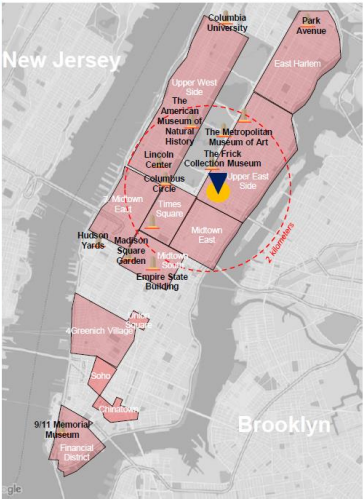 Columbia
University
Park
Avenue
New Jersey
East Harlem
Upper West
Side
The
American
Museum of
Natural
History
The Metropolitan
Museum of Art
Lincoln
Center
The Frick
Collection Museum
Upper East
Side
Columbus
Circle
Midtown
East
Times
Square
Hudson
Yards
Madison
Square
Garden
Midtown
East
2 kilometers
Midtown
South
Empire State
Building
Union
Square
Greenich Village
Soho
Chinatown
9/11 Memorial
Museum
Brooklyn
Financial
District
gle